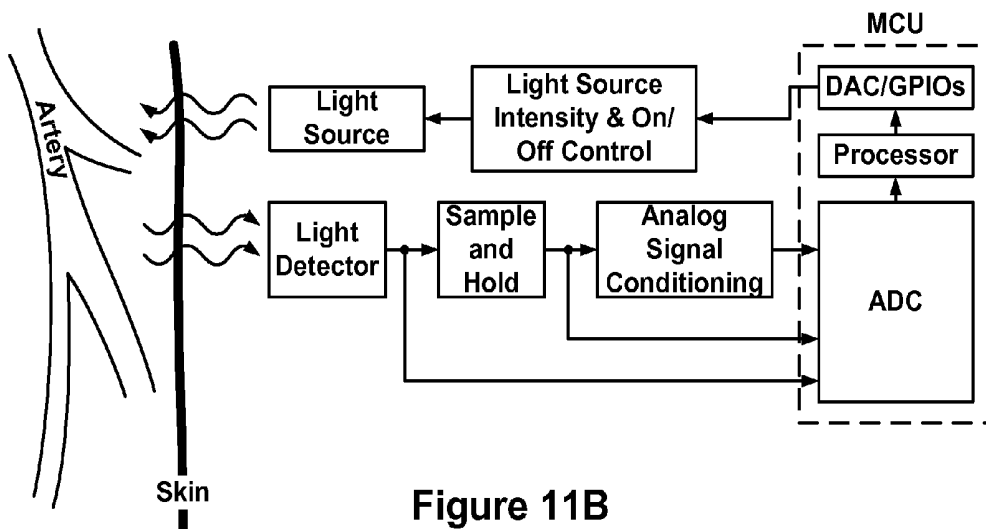 MCU
Artery
Light
Source
Light Source
Intensity & On/
Off Control
DAC/GPIOs
Processor
Light
Detector
Sample
and
Hold
Analog
Signal
Conditioning
ADC
Skin
Figure 11B